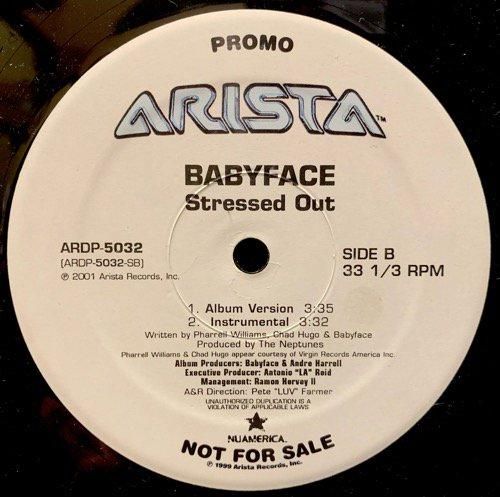 PROMO
ARISTA™
BABYFACE
Stressed Out
ARDP-5032
(ARDP-5032-SB)
℗ 2001 Arista Records, Inc.
SIDE B
33 1/3 RPM
1. Album Version 3:35
2. Instrumental 3:32
Written by Pharrell Williams, Chad Hugo & Babyface
Produced by The Neptunes
Pharrell Williams & Chad Hugo appear courtesy of Virgin Records America Inc.
Album Producers: Babyface & Andre Harrell
Executive Producer: Antonio "LA" Reid
Management: Ramon Hervey II
A&R Direction: Pete "LUV" Farmer
UNAUTHORIZED DUPLICATION IS A
VIOLATION OF APPLICABLE LAWS
NUAMERICA.
NOT FOR SALE
℗ 1999 Arista Records, Inc.